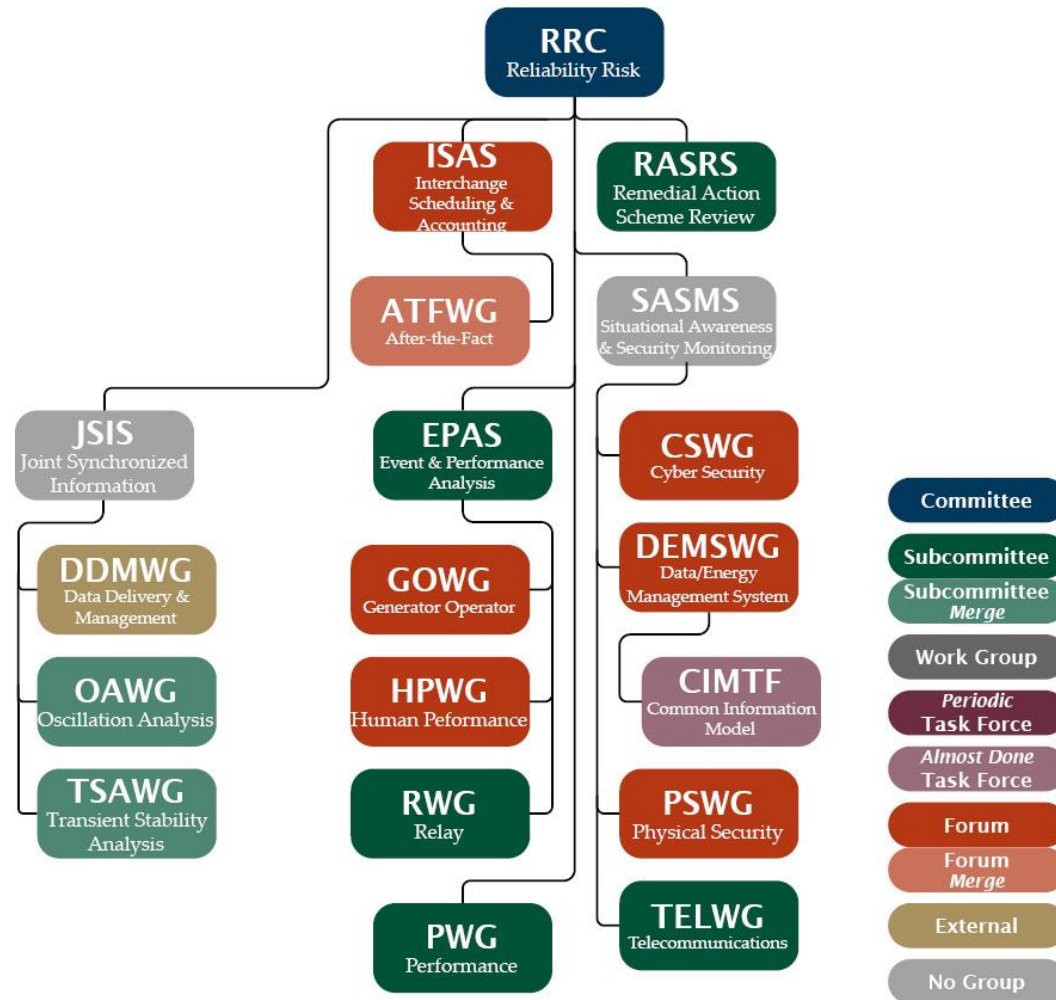 RRC
Reliability Risk
ISAS
Interchange
Scheduling &
Accounting
RASRS
Remedial Action
Scheme Review
ATFWG
After-the-Fact
SASMS
Situational Awareness
& Security Monitoring
JSIS
Joint Synchronized
Information
EPAS
Event & Performance
Analysis
CSWG
Cyber Security
DDMWG
Data Delivery &
Management
GOWG
Generator Operator
DEMSWG
Data/Energy
Management System
OAWG
Oscillation Analysis
HPWG
Human Peformance
CIMTF
Common Information
Model
TSAWG
Transient Stability
Analysis
RWG
Relay
PSWG
Physical Security
PWG
Performance
TELWG
Telecommunications
Committee
Subcommittee
Subcommittee
Merge
Work Group
Periodic
Task Force
Almost Done
Task Force
Forum
Forum
Merge
External
No Group